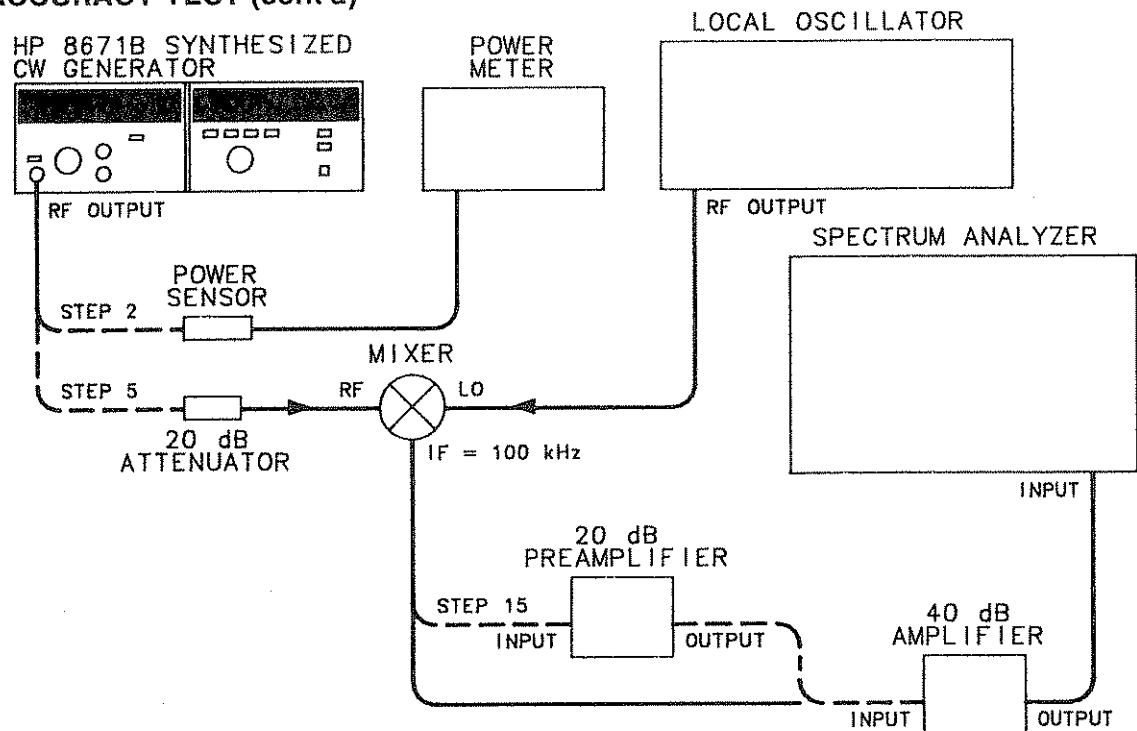 ACCURACY TEST (cont'd)
LOCAL OSCILLATOR
HP 8671B SYNTHESIZED
CW GENERATOR
POWER
METER
RF OUTPUT
RF OUTPUT
SPECTRUM ANALYZER
POWER
SENSOR
STEP 2
MIXER
STEP 5
RF
LO
20 dB
ATTENUATOR
IF = 100 kHz
INPUT
20 dB
PREAMPLIFIER
STEP 15
INPUT
OUTPUT
40 dB
AMPLIFIER
INPUT
OUTPUT